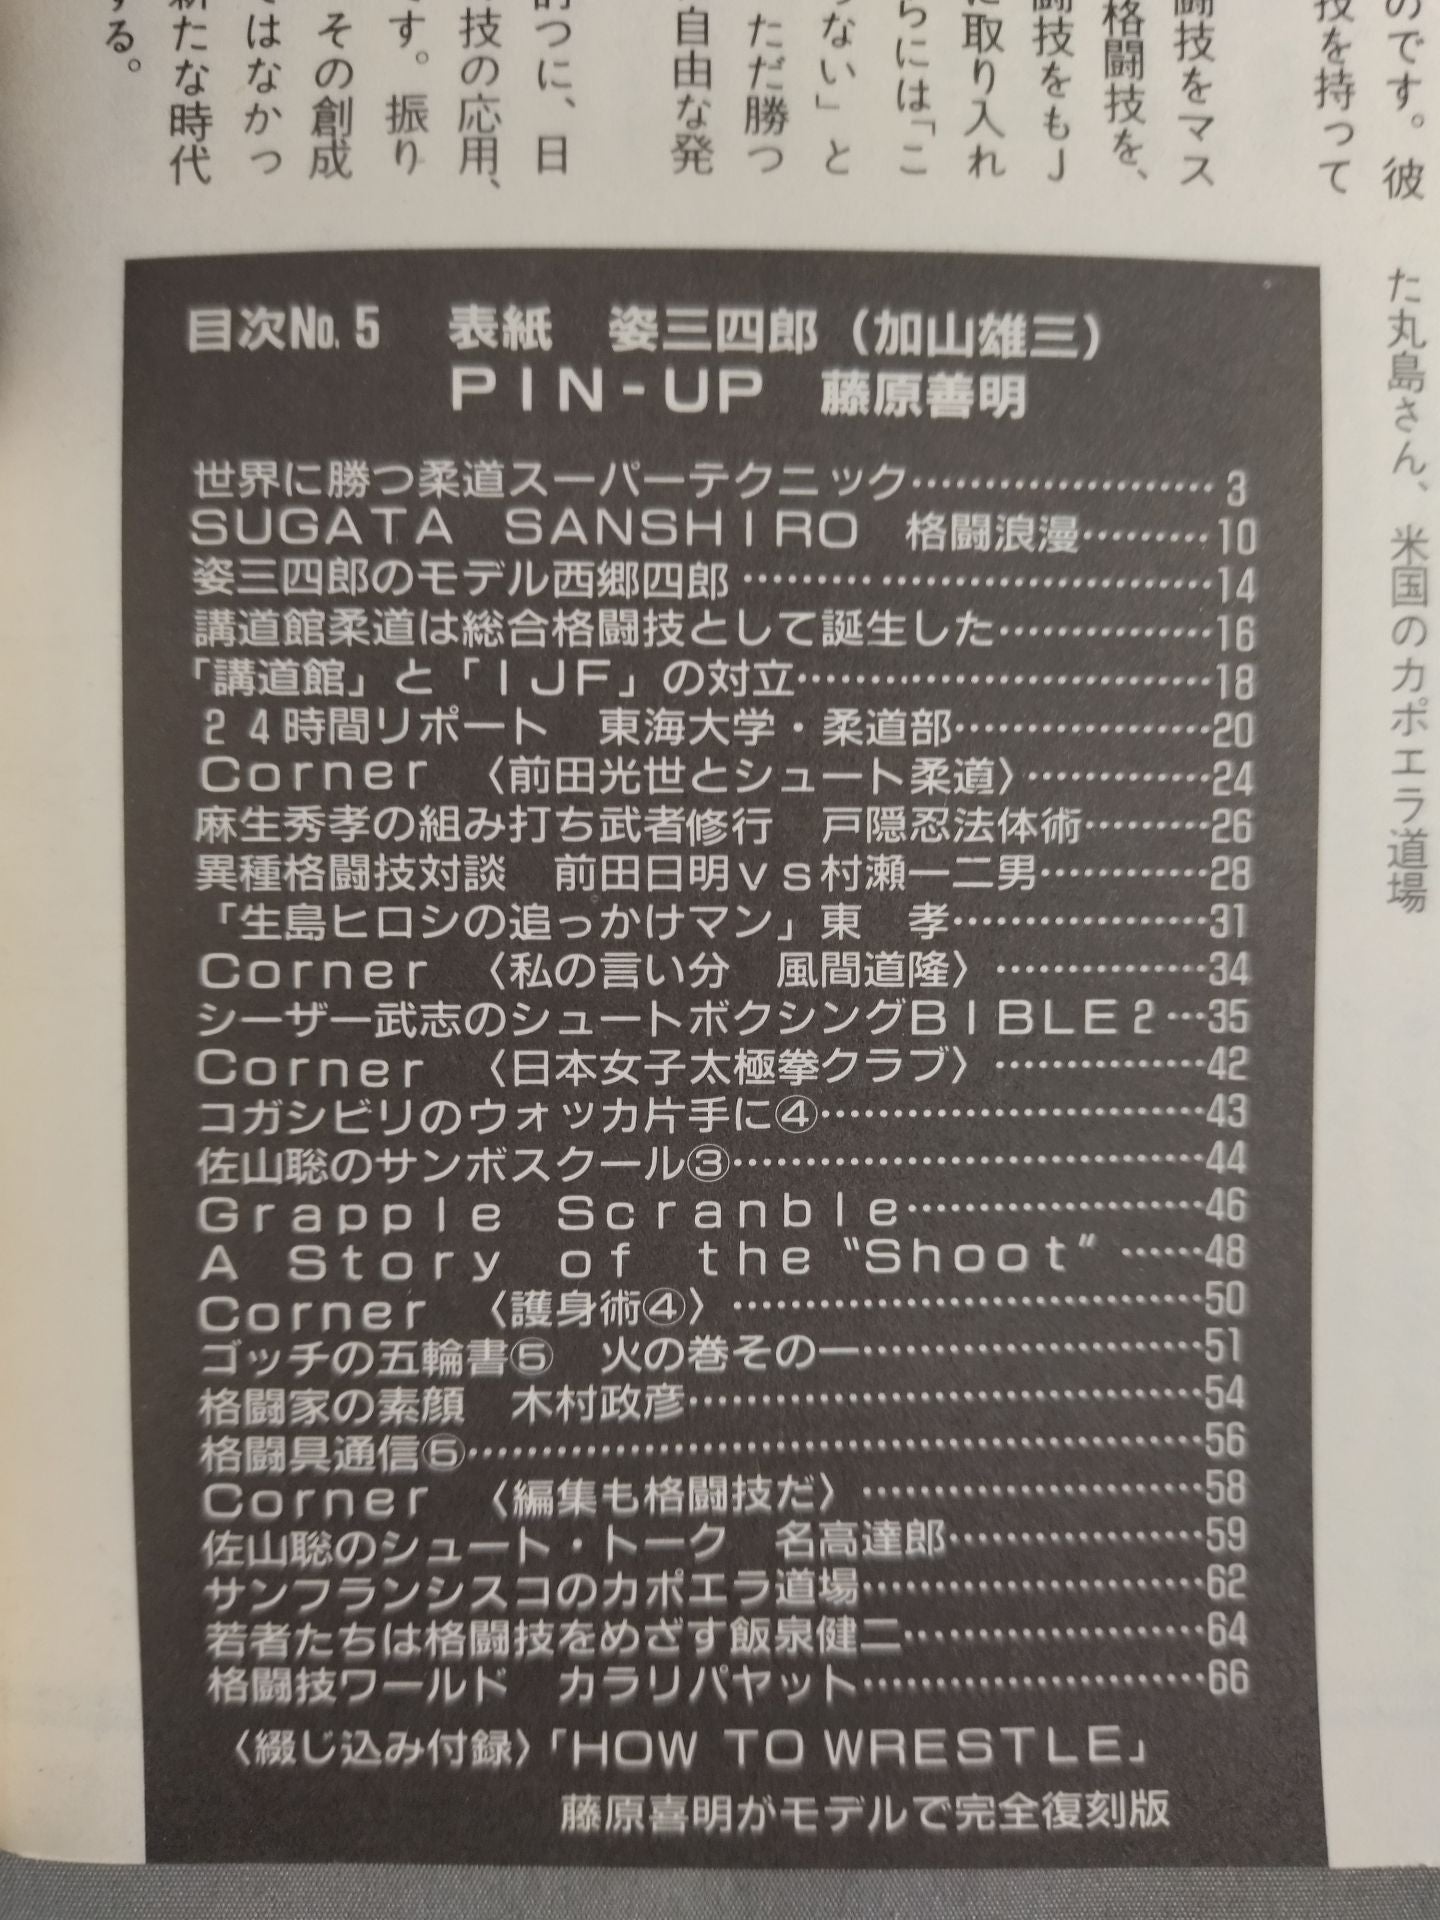 のです。彼
技を持って
闘技をマス
格闘技を、
闘技をもJ
に取り入れ
らには「こ
ない」と
ただ勝つ
自由な発
つに、日
技の応用、
す。振り
その創成
ではなかっ
新たな時代
する。
た丸島さん、米国のカポエラ道場
目次No.5　表紙　姿三四郎（加山雄三）
PIN-UP　藤原善明
世界に勝つ柔道スーパーテクニック…………………3
SUGATA　SANSHIRO　格闘浪漫………10
姿三四郎のモデル西郷四郎…………………………14
講道館柔道は総合格闘技として誕生した……………16
「講道館」と「IJF」の対立…………………………18
24時間リポート　東海大学・柔道部………………20
Corner　〈前田光世とシュート柔道〉…………24
麻生秀孝の組み打ち武者修行　戸隠忍法体術………26
異種格闘技対談　前田日明vs村瀬一二男…………28
「生島ヒロシの追っかけマン」東　孝………………31
Corner　〈私の言い分　風間道隆〉……………34
シーザー武志のシュートボクシングBIBLE2…35
Corner　〈日本女子太極拳クラブ〉……………42
コガシビリのウォッカ片手に④………………………43
佐山聡のサンボスクール③……………………………44
Grapple　Scranble…………………46
A　Story　of　the　"Shoot"……48
Corner　〈護身術④〉……………………………50
ゴッチの五輪書⑤　火の巻その一……………………51
格闘家の素顔　木村政彦………………………………54
格闘具通信⑤……………………………………………56
Corner　〈編集も格闘技だ〉……………………58
佐山聡のシュート・トーク　名高達郎………………59
サンフランシスコのカポエラ道場……………………62
若者たちは格闘技をめざす飯泉健二…………………64
格闘技ワールド　カラリパヤット……………………66
〈綴じ込み付録〉「HOW TO WRESTLE」
藤原喜明がモデルで完全復刻版